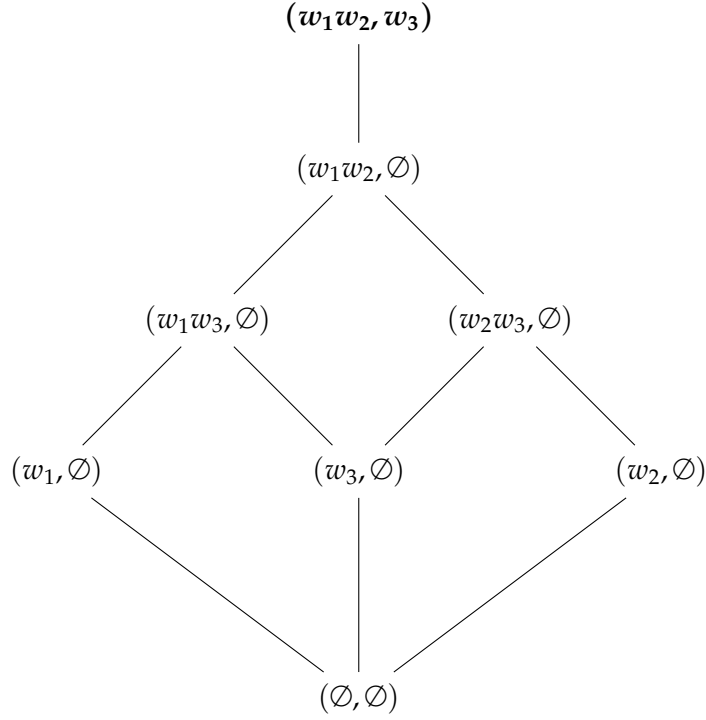 (w₁w₂, w₃)
(w₁w₂, ∅)
(w₁w₃, ∅) (w₂w₃, ∅)
(w₁, ∅) (w₃, ∅) (w₂, ∅)
(∅, ∅)